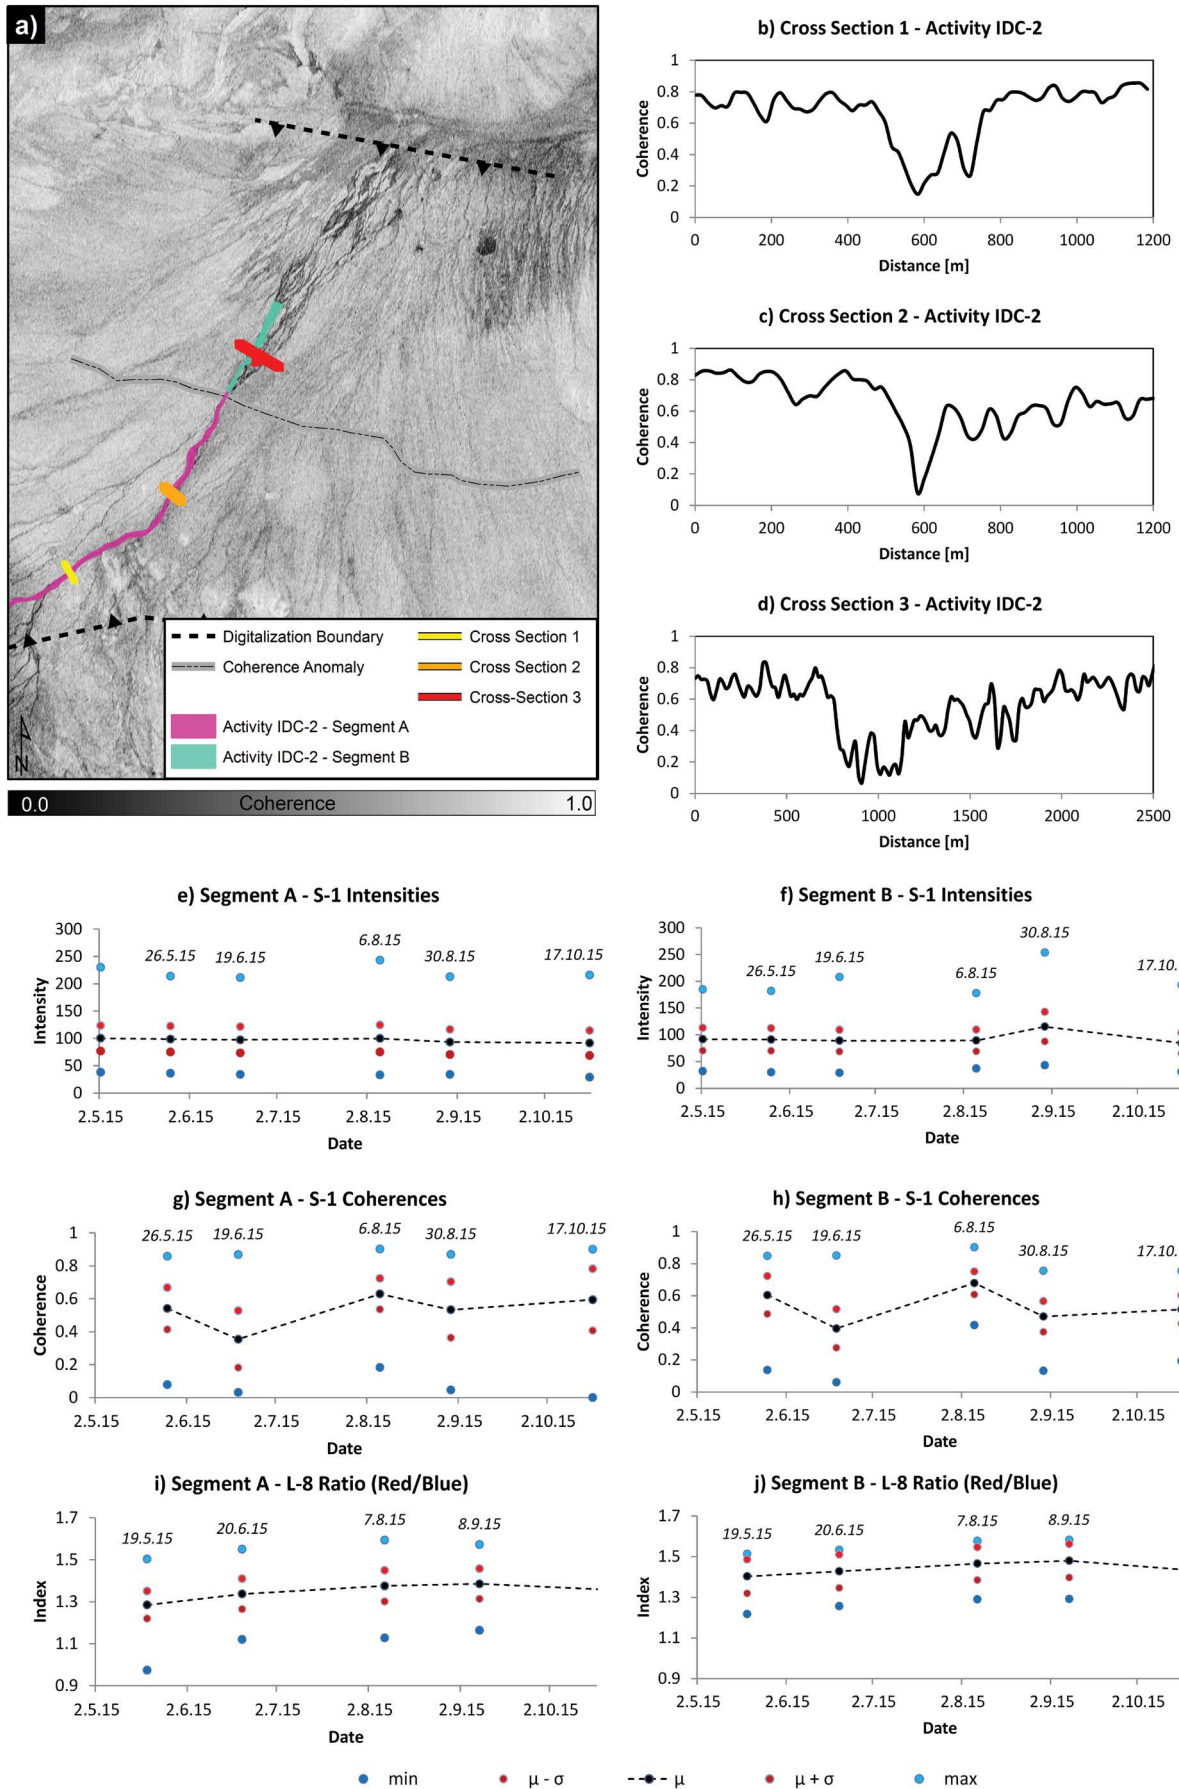 a)
N
Digitalization Boundary
Coherence Anomaly
Cross Section 1
Cross Section 2
Cross-Section 3
Activity IDC-2 - Segment A
Activity IDC-2 - Segment B
0.0 Coherence 1.0
b) Cross Section 1 - Activity IDC-2
1
0.8
0.6
0.4
0.2
0
Coherence
0 200 400 600 800 1000 1200
Distance [m]
c) Cross Section 2 - Activity IDC-2
1
0.8
0.6
0.4
0.2
0
Coherence
0 200 400 600 800 1000 1200
Distance [m]
d) Cross Section 3 - Activity IDC-2
1
0.8
0.6
0.4
0.2
0
Coherence
0 500 1000 1500 2000 2500
Distance [m]
e) Segment A - S-1 Intensities
300
250
200
150
100
50
0
Intensity
26.5.15 19.6.15 6.8.15 30.8.15 17.10.15
2.5.15 2.6.15 2.7.15 2.8.15 2.9.15 2.10.15
Date
f) Segment B - S-1 Intensities
300
250
200
150
100
50
0
Intensity
26.5.15 19.6.15 6.8.15 30.8.15 17.10.
2.5.15 2.6.15 2.7.15 2.8.15 2.9.15 2.10.15
Date
g) Segment A - S-1 Coherences
1
0.8
0.6
0.4
0.2
0
Coherence
26.5.15 19.6.15 6.8.15 30.8.15 17.10.15
2.5.15 2.6.15 2.7.15 2.8.15 2.9.15 2.10.15
Date
h) Segment B - S-1 Coherences
1
0.8
0.6
0.4
0.2
0
Coherence
26.5.15 19.6.15 6.8.15 30.8.15 17.10.
2.5.15 2.6.15 2.7.15 2.8.15 2.9.15 2.10.15
Date
i) Segment A - L-8 Ratio (Red/Blue)
1.7
1.5
1.3
1.1
0.9
Index
19.5.15 20.6.15 7.8.15 8.9.15
2.5.15 2.6.15 2.7.15 2.8.15 2.9.15 2.10.15
Date
j) Segment B - L-8 Ratio (Red/Blue)
1.7
1.5
1.3
1.1
0.9
Index
19.5.15 20.6.15 7.8.15 8.9.15
2.5.15 2.6.15 2.7.15 2.8.15 2.9.15 2.10.15
Date
min μ - σ μ μ + σ max